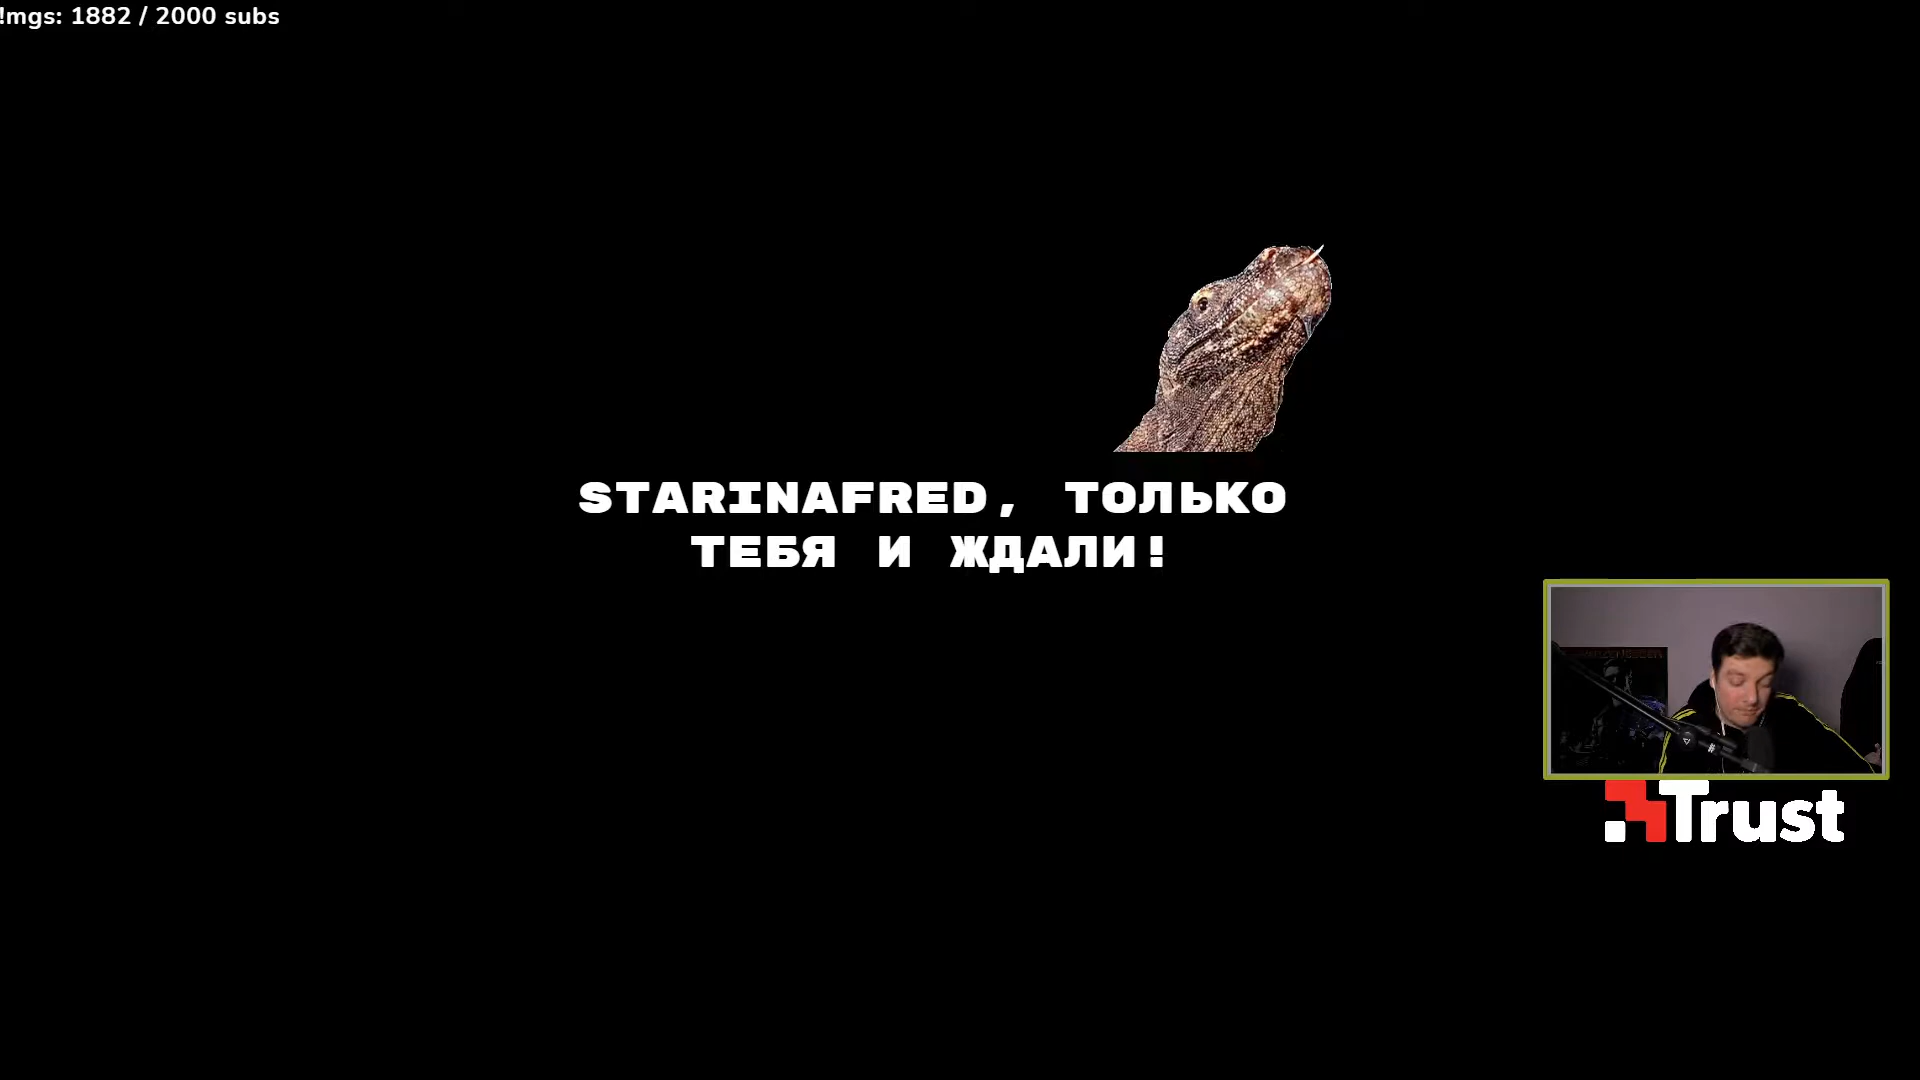 !mgs: 1882 / 2000 subs
STARINAFRED, ТОЛЬКО
ТЕБЯ И ЖДАЛИ!
Trust